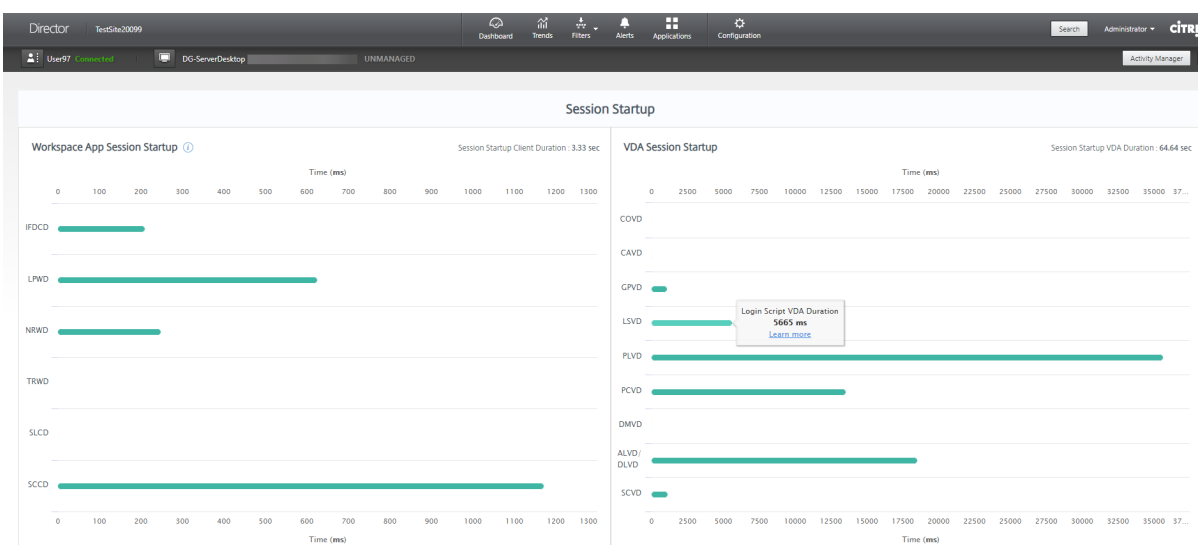 Director TestSite20099 Dashboard Trends Filters Alerts Applications Configuration Search Administrator
User97 Connected DG-ServerDesktop UNMANAGED Activity Manager
Session Startup
Workspace App Session Startup Session Startup Client Duration : 3.33 sec
Time (ms)
0 100 200 300 400 500 600 700 800 900 1000 1100 1200 1300
IFDCD
LPWD
NRWD
TRWD
SLCD
SCCD
0 100 200 300 400 500 600 700 800 900 1000 1100 1200 1300
Time (ms)
VDA Session Startup Session Startup VDA Duration : 64.64 sec
Time (ms)
0 2500 5000 7500 10000 12500 15000 17500 20000 22500 25000 27500 30000 32500 35000 37...
COVD
CAVD
GPVD
LSVD
Login Script VDA Duration
5665 ms
Learn more
PLVD
PCVD
DMVD
ALVD/
DLVD
SCVD
0 2500 5000 7500 10000 12500 15000 17500 20000 22500 25000 27500 30000 32500 35000 37...
Time (ms)